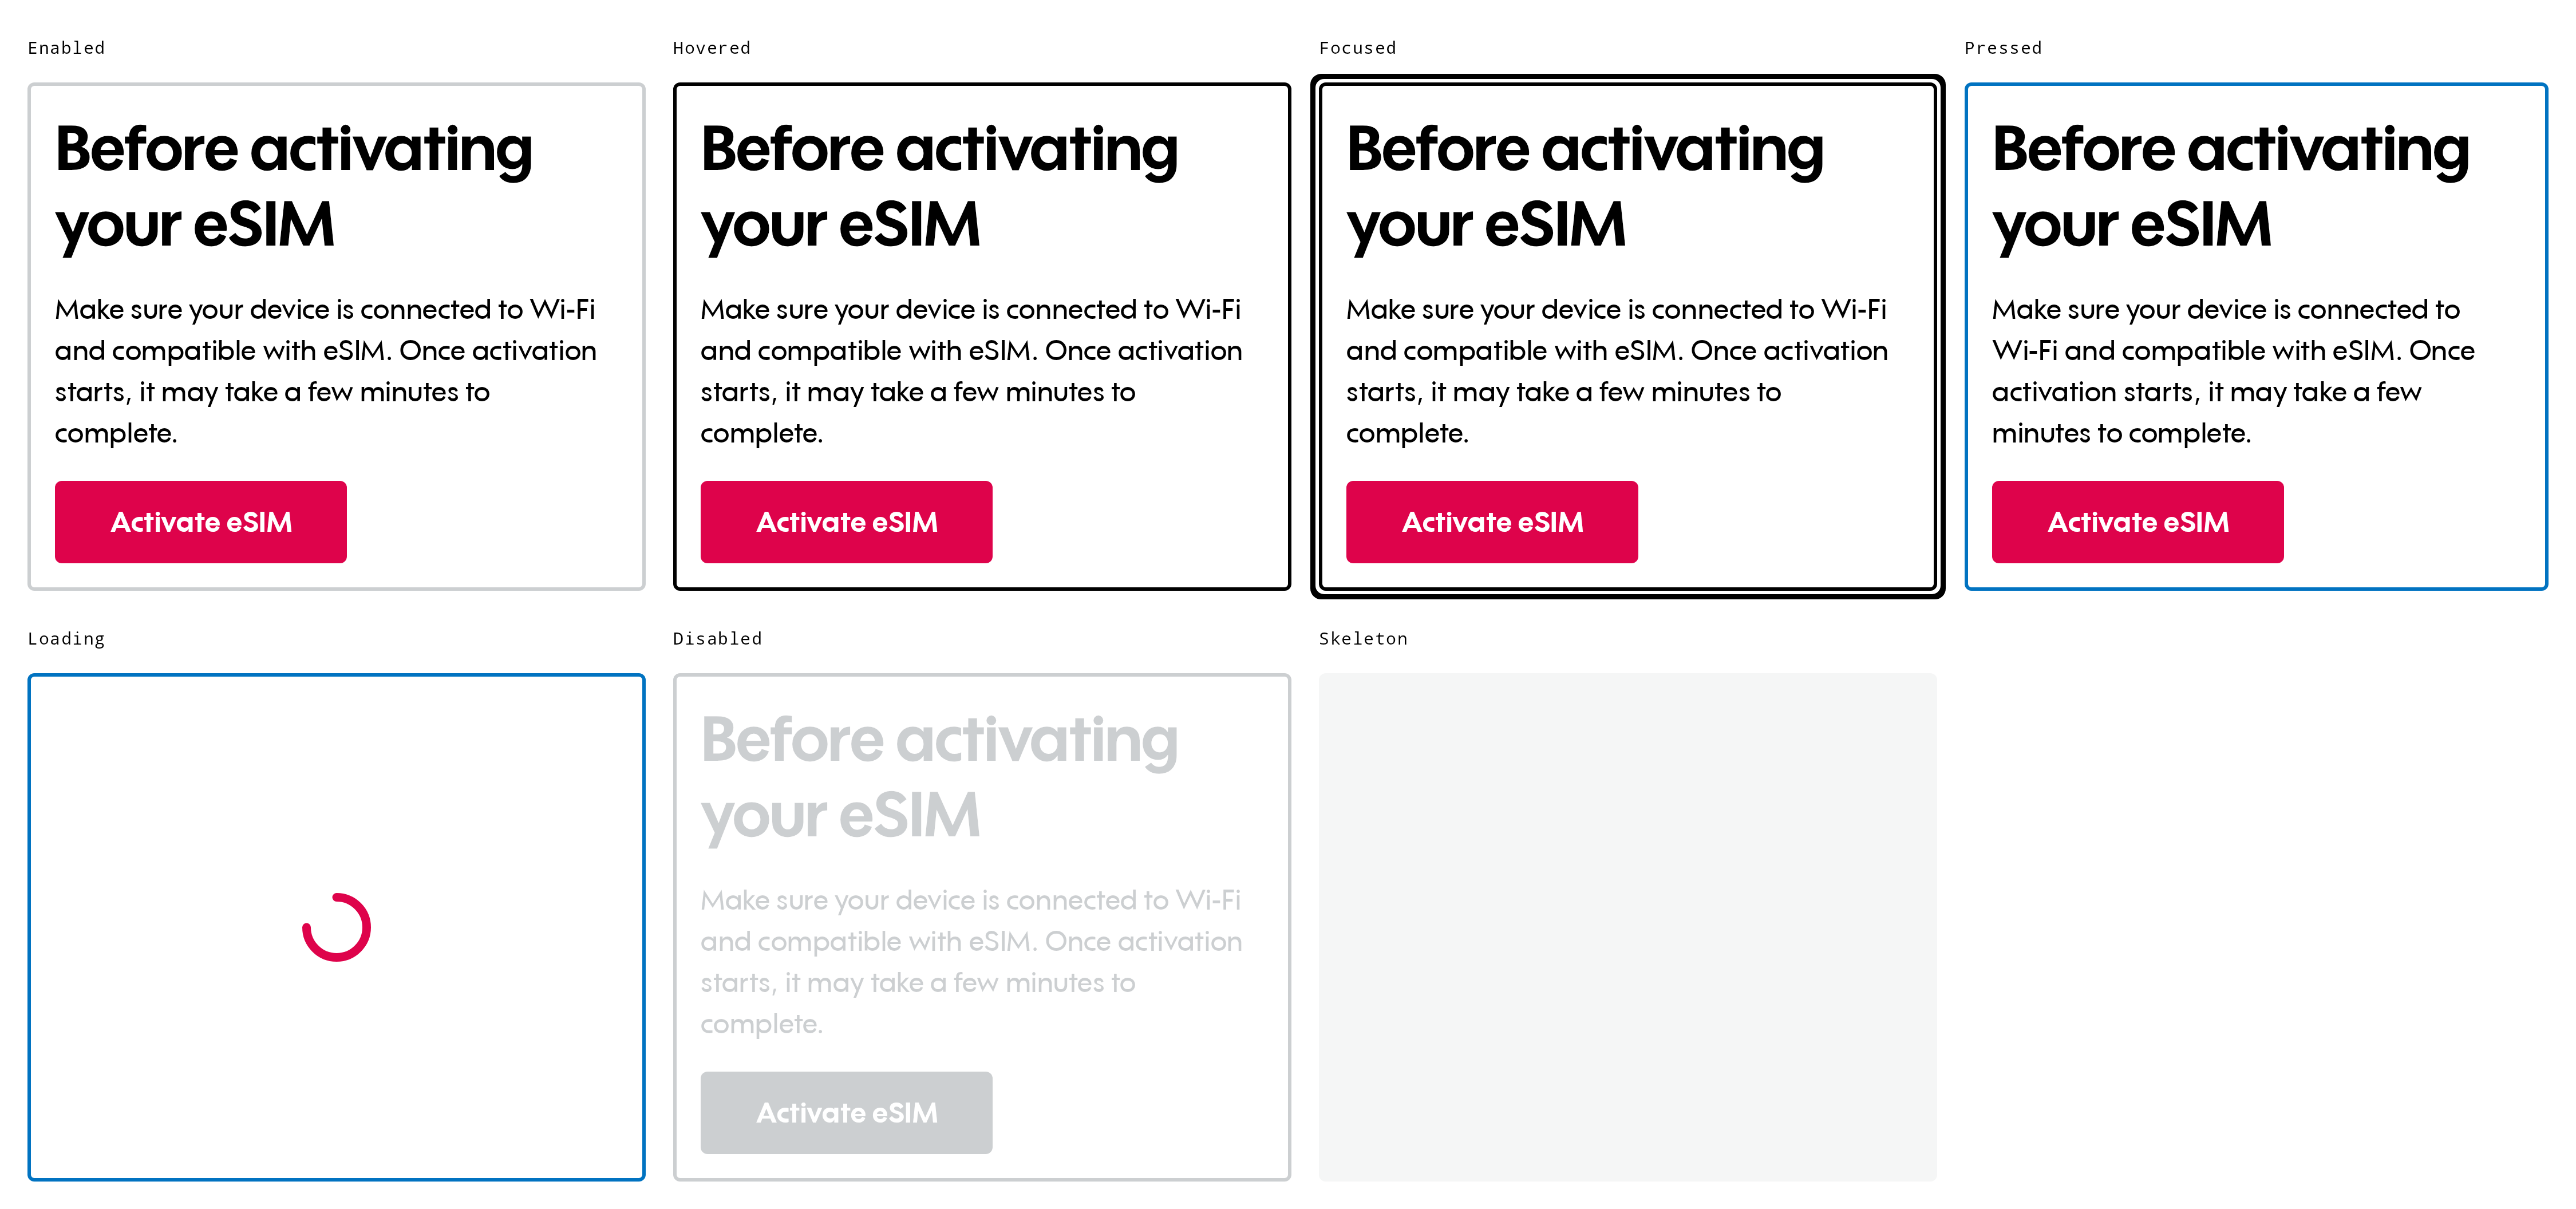 Enabled
Before activating
your eSIM
Make sure your device is connected to Wi-Fi
and compatible with eSIM. Once activation
starts, it may take a few minutes to
complete.
Activate eSIM
Hovered
Before activating
your eSIM
Make sure your device is connected to Wi-Fi
and compatible with eSIM. Once activation
starts, it may take a few minutes to
complete.
Activate eSIM
Focused
Before activating
your eSIM
Make sure your device is connected to Wi-Fi
and compatible with eSIM. Once activation
starts, it may take a few minutes to
complete.
Activate eSIM
Pressed
Before activating
your eSIM
Make sure your device is connected to
Wi-Fi and compatible with eSIM. Once
activation starts, it may take a few
minutes to complete.
Activate eSIM
Loading
Disabled
Before activating
your eSIM
Make sure your device is connected to Wi-Fi
and compatible with eSIM. Once activation
starts, it may take a few minutes to
complete.
Activate eSIM
Skeleton